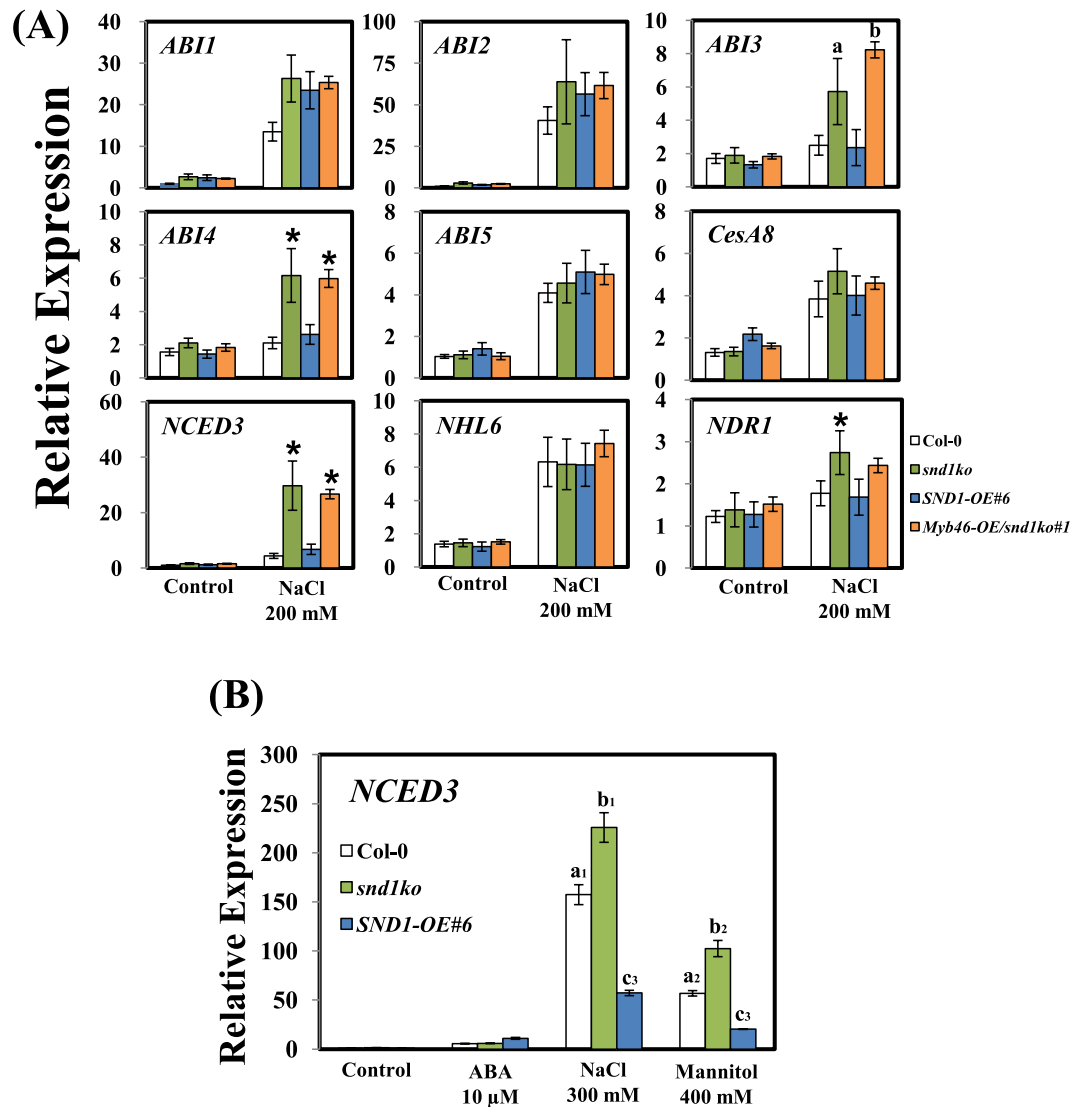 (A)
Relative Expression
ABI1
40
30
20
10
0
ABI2
100
75
50
25
0
ABI3
10
8
6
4
2
0
a
b
ABI4
10
8
6
4
2
0
*
*
ABI5
8
6
4
2
0
CesA8
8
6
4
2
0
NCED3
60
40
20
0
*
*
Control
NaCl
200 mM
NHL6
10
8
6
4
2
0
Control
NaCl
200 mM
NDR1
4
3
2
1
0
*
Control
NaCl
200 mM
Col-0
snd1ko
SND1-OE#6
Myb46-OE/snd1ko#1
(B)
Relative Expression
300
250
200
150
100
50
0
NCED3
Col-0
snd1ko
SND1-OE#6
a1
b1
c3
a2
b2
c3
Control
ABA
10 µM
NaCl
300 mM
Mannitol
400 mM